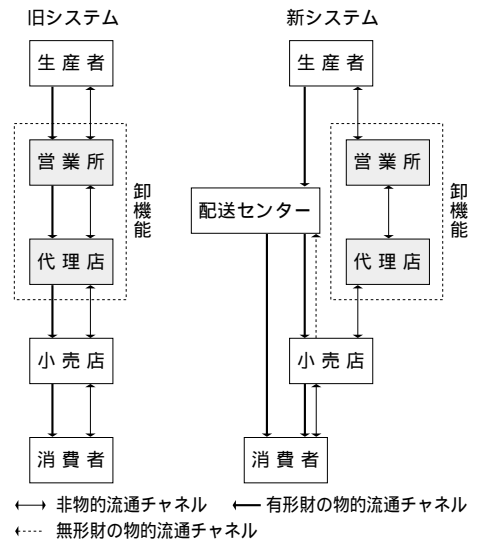 旧システム
新システム
生産者
生産者
営業所
営業所
卸機能
卸機能
配送センター
代理店
代理店
小売店
小売店
消費者
消費者
非物的流通チャネル
有形財の物的流通チャネル
無形財の物的流通チャネル